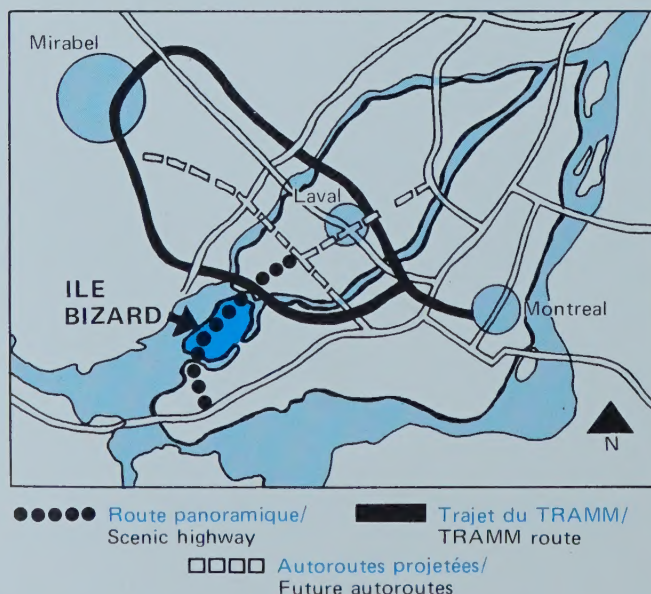 Mirabel
Laval
ILE
BIZARD
Montreal
N
Route panoramique/
Scenic highway
Trajet du TRAMM/
TRAMM route
Autoroutes projetées/
Future autoroutes